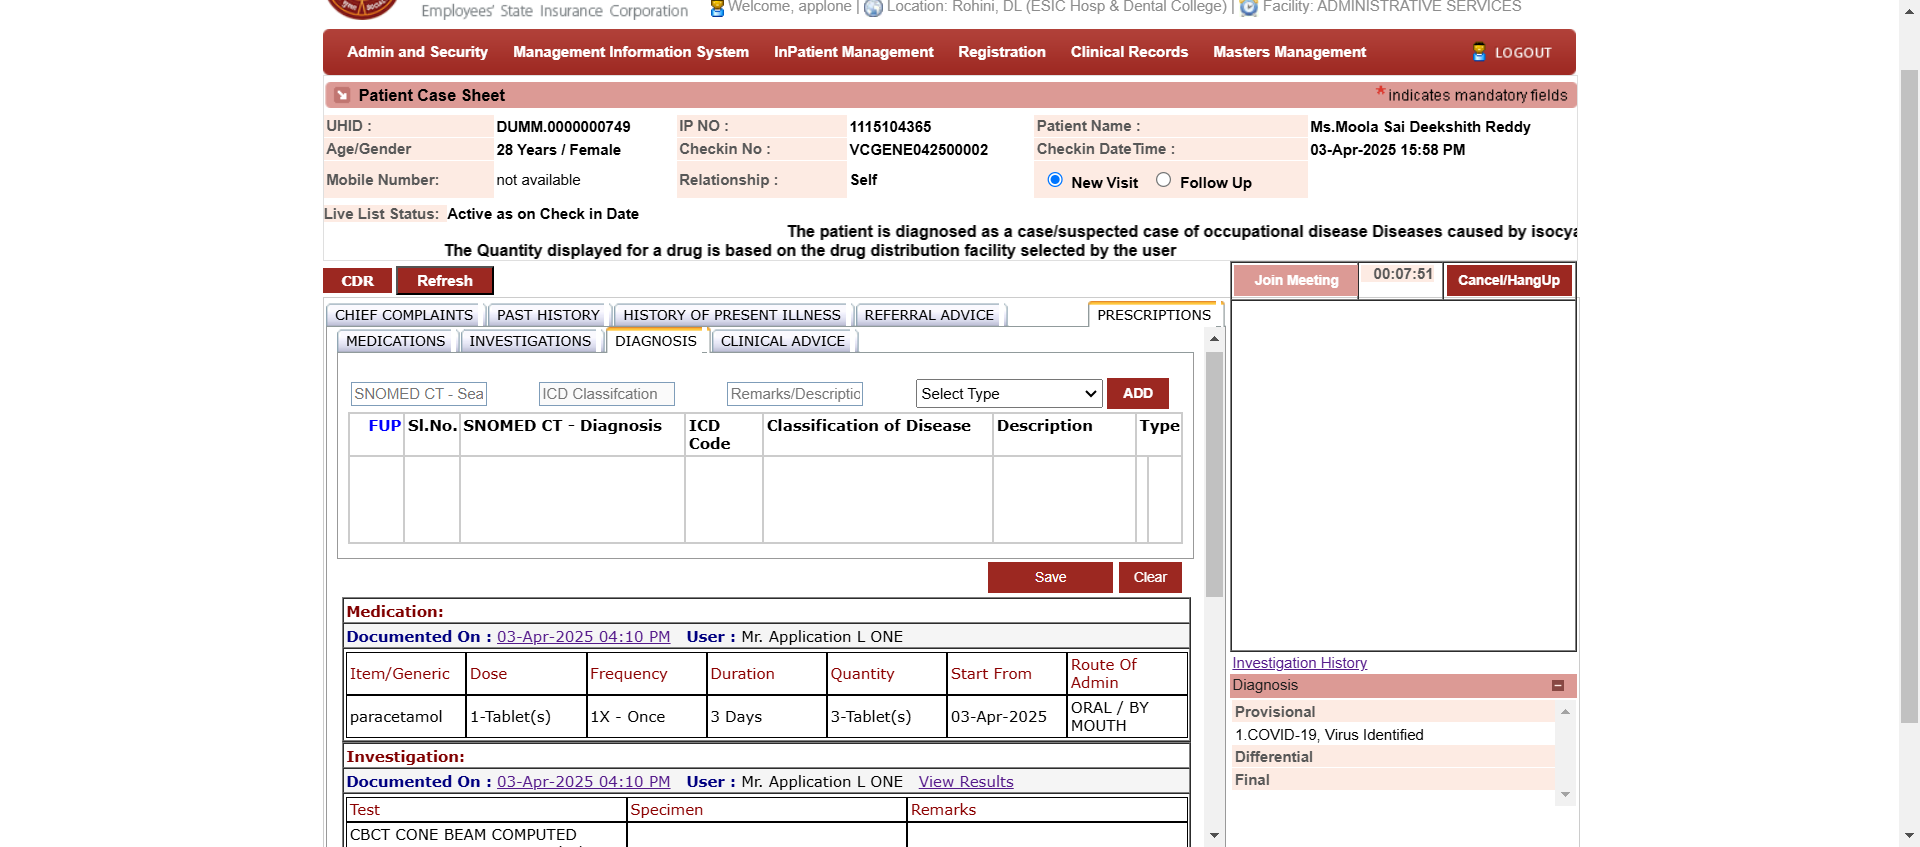 Employees' State Insurance Corporation
Welcome, applone | Location: Rohini, DL (ESIC Hosp & Dental College) | Facility: ADMINISTRATIVE SERVICES
Admin and Security Management Information System InPatient Management Registration Clinical Records Masters Management LOGOUT
Patient Case Sheet *indicates mandatory fields
UHID : DUMM.0000000749 IP NO : 1115104365 Patient Name : Ms.Moola Sai Deekshith Reddy
Age/Gender 28 Years / Female Checkin No : VCGENE042500002 Checkin DateTime : 03-Apr-2025 15:58 PM
Mobile Number: not available Relationship : Self New Visit Follow Up
Live List Status: Active as on Check in Date
The patient is diagnosed as a case/suspected case of occupational disease Diseases caused by isocya
The Quantity displayed for a drug is based on the drug distribution facility selected by the user
CDR Refresh Join Meeting 00:07:51 Cancel/HangUp
CHIEF COMPLAINTS PAST HISTORY HISTORY OF PRESENT ILLNESS REFERRAL ADVICE PRESCRIPTIONS
MEDICATIONS INVESTIGATIONS DIAGNOSIS CLINICAL ADVICE
SNOMED CT - Sea ICD Classifcation Remarks/Descriptio Select Type ADD
FUP Sl.No. SNOMED CT - Diagnosis ICD Code Classification of Disease Description Type
Save Clear
Medication:
Documented On : 03-Apr-2025 04:10 PM User : Mr. Application L ONE
Item/Generic Dose Frequency Duration Quantity Start From Route Of Admin
paracetamol 1-Tablet(s) 1X - Once 3 Days 3-Tablet(s) 03-Apr-2025 ORAL / BY MOUTH
Investigation:
Documented On : 03-Apr-2025 04:10 PM User : Mr. Application L ONE View Results
Test Specimen Remarks
CBCT CONE BEAM COMPUTED
Investigation History
Diagnosis
Provisional
1.COVID-19, Virus Identified
Differential
Final